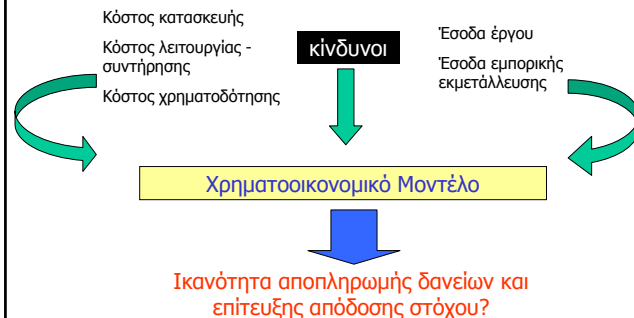 Κόστος κατασκευής
Κόστος λειτουργίας -
συντήρησης
Κόστος χρηματοδότησης
κίνδυνοι
Έσοδα έργου
Έσοδα εμπορικής
εκμετάλλευσης
Χρηματοοικονομικό Μοντέλο
Ικανότητα αποπληρωμής δανείων και
επίτευξης απόδοσης στόχου?